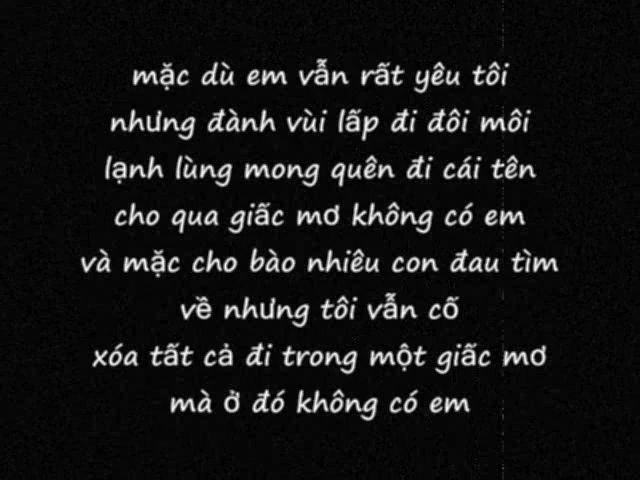 mặc dù em vẫn rất yêu tôi
nhưng đành vùi lấp đi đôi môi
lạnh lùng mong quên đi cái tên
cho qua giấc mơ không có em
và mặc cho bào nhiêu con đau tìm
về nhưng tôi vẫn cố
xóa tất cả đi trong một giấc mơ
mà ở đó không có em